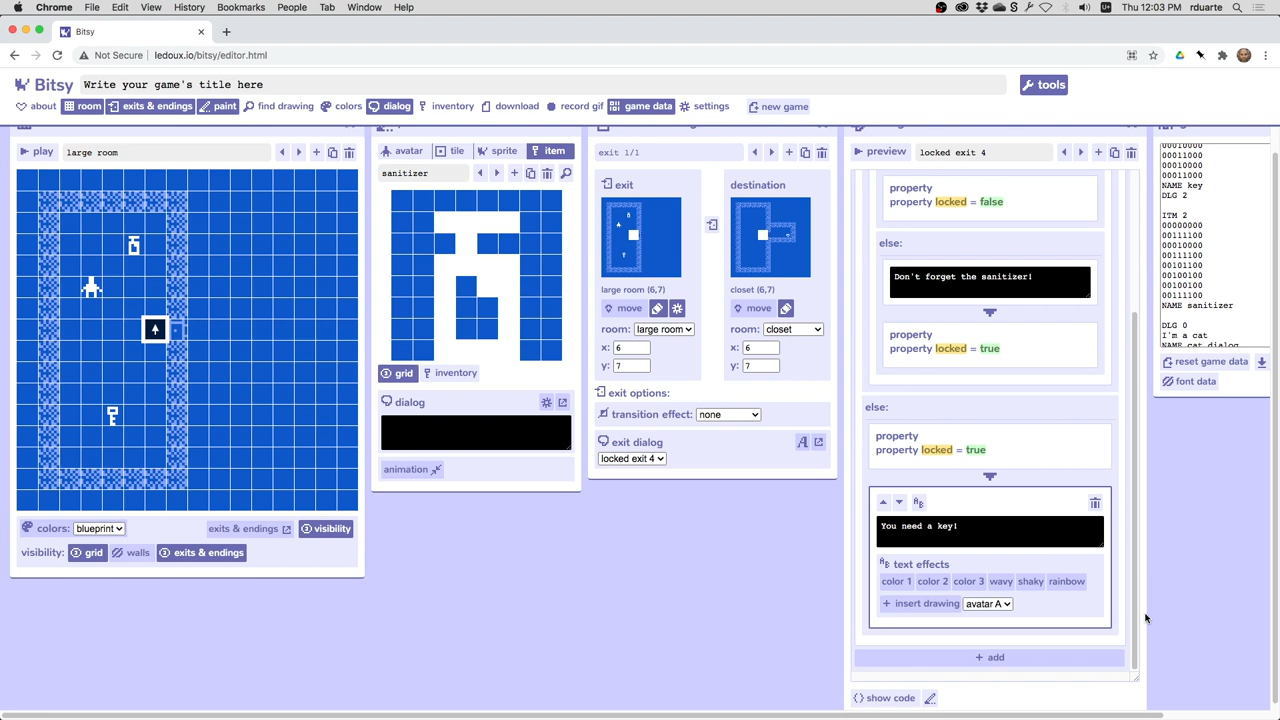 Chrome File Edit View History Bookmarks People Tab Window Help Thu 12:03 PM rduarte
Bitsy
Not Secure ledoux.io/bitsy/editor.html
Bitsy Write your game's title here tools
about room exits & endings paint find drawing colors dialog inventory download record gif game data settings new game
play large room
avatar tile sprite item
sanitizer
grid inventory
dialog
animation
colors: blueprint exits & endings visibility
visibility: grid walls exits & endings
exit 1/1
exit destination
large room (6,7) closet (6,7)
move move
room: large room room: closet
x: 6 x: 6
y: 7 y: 7
exit options:
transition effect: none
exit dialog
locked exit 4
preview locked exit 4
property
property locked = false
else:
Don't forget the sanitizer!
property
property locked = true
else:
property
property locked = true
You need a key!
text effects
color 1 color 2 color 3 wavy shaky rainbow
+ insert drawing avatar A
+ add
show code
00010000
00011000
00010000
00011000
NAME key
DLG 2
ITM 2
00000000
00111100
00010000
00111100
00101100
00100100
00100100
00111100
NAME sanitizer
DLG 0
I'm a cat
NAME cat dialog
reset game data
font data